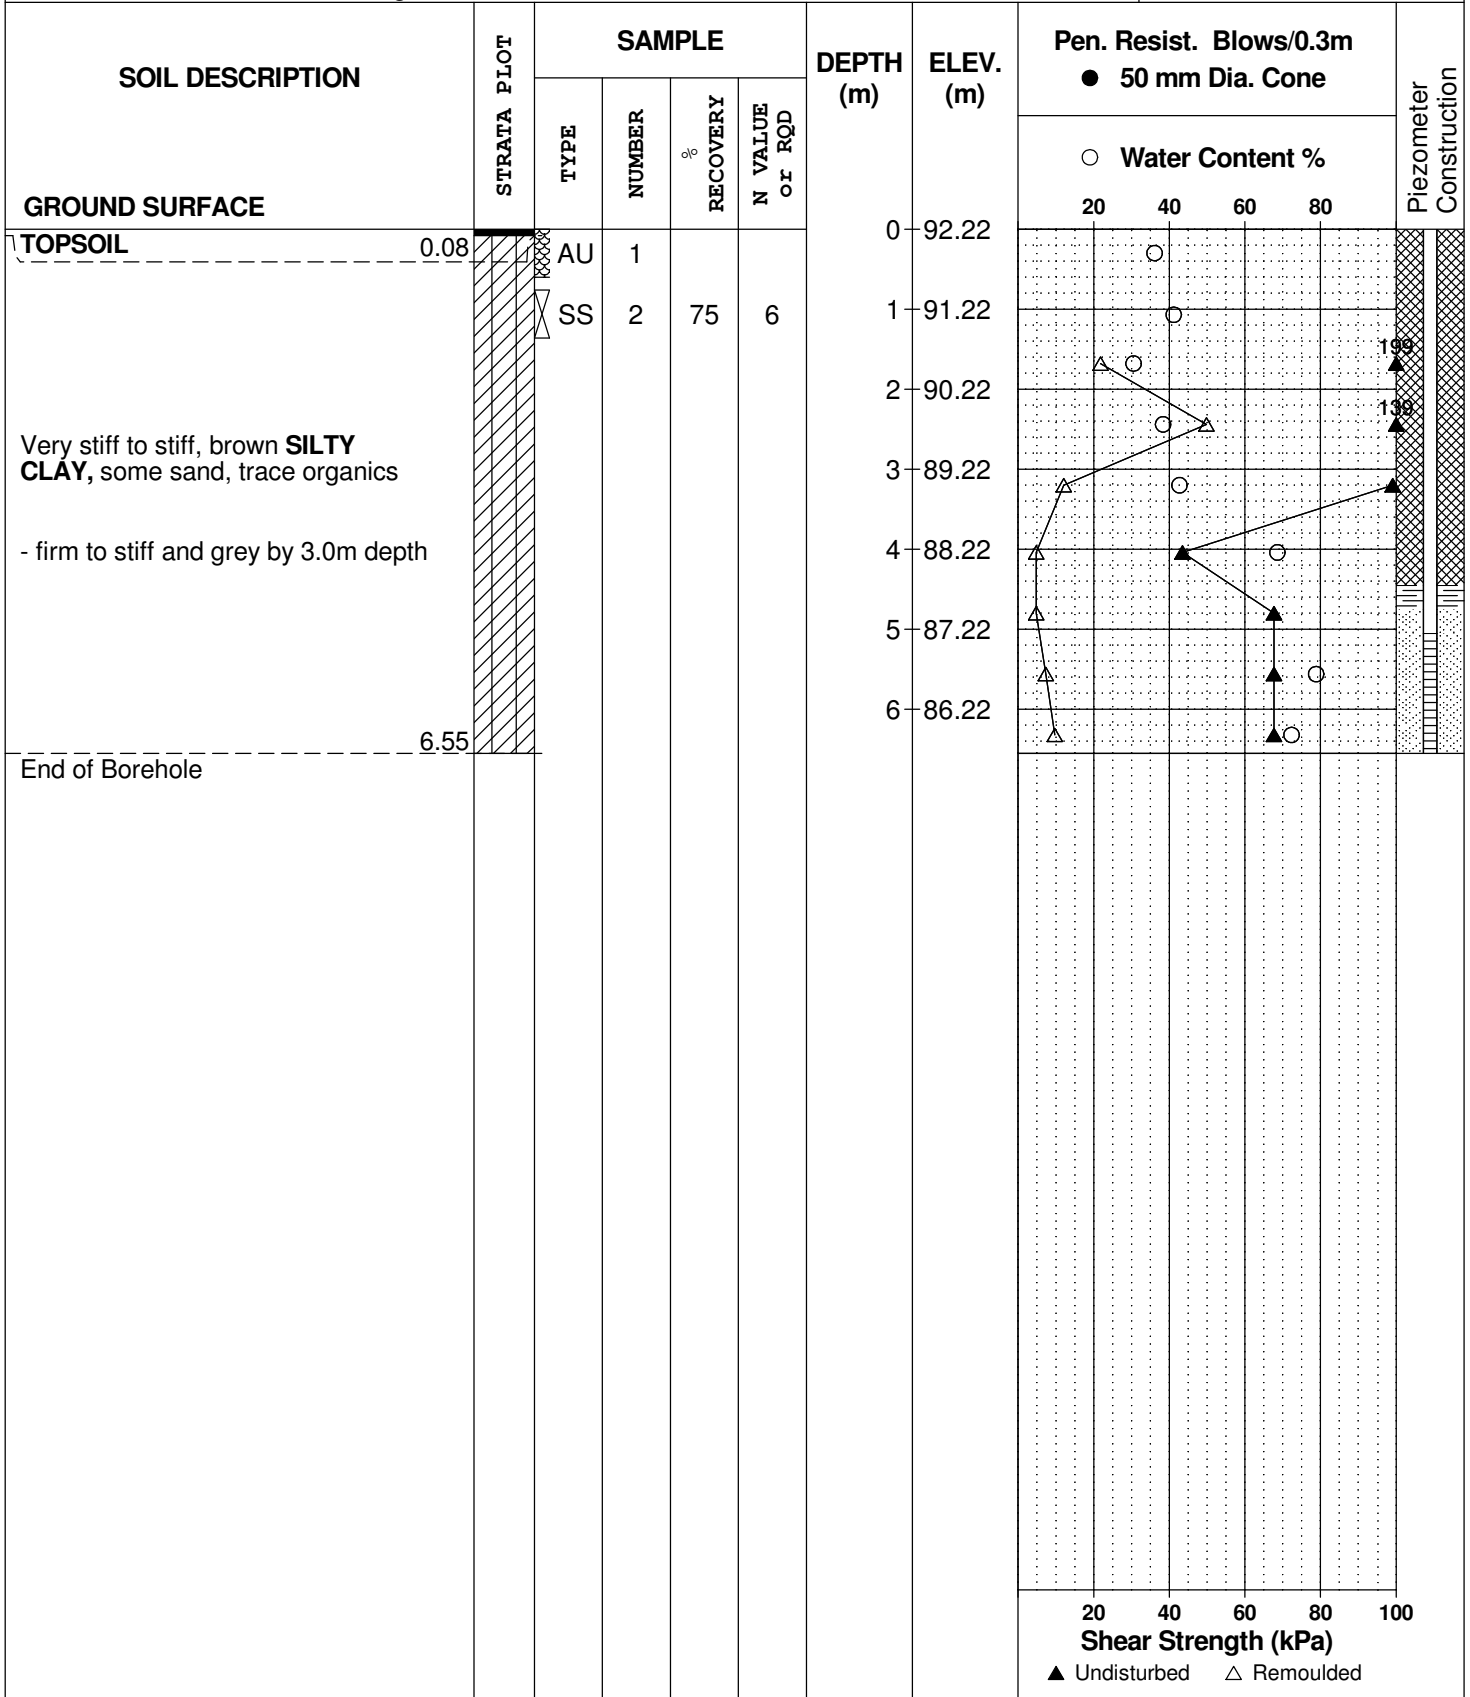 SOIL DESCRIPTION
GROUND SURFACE
STRATA PLOT
SAMPLE
TYPE
NUMBER
%
RECOVERY
N VALUE
or RQD
DEPTH
(m)
ELEV.
(m)
Pen. Resist. Blows/0.3m
● 50 mm Dia. Cone
○ Water Content %
20 40 60 80
Piezometer
Construction
TOPSOIL 0.08
AU 1
SS 2 75 6
0 92.22
1 91.22
199
2 90.22
139
Very stiff to stiff, brown SILTY
CLAY, some sand, trace organics
3 89.22
- firm to stiff and grey by 3.0m depth
4 88.22
5 87.22
6 86.22
6.55
End of Borehole
20 40 60 80 100
Shear Strength (kPa)
▲ Undisturbed △ Remoulded